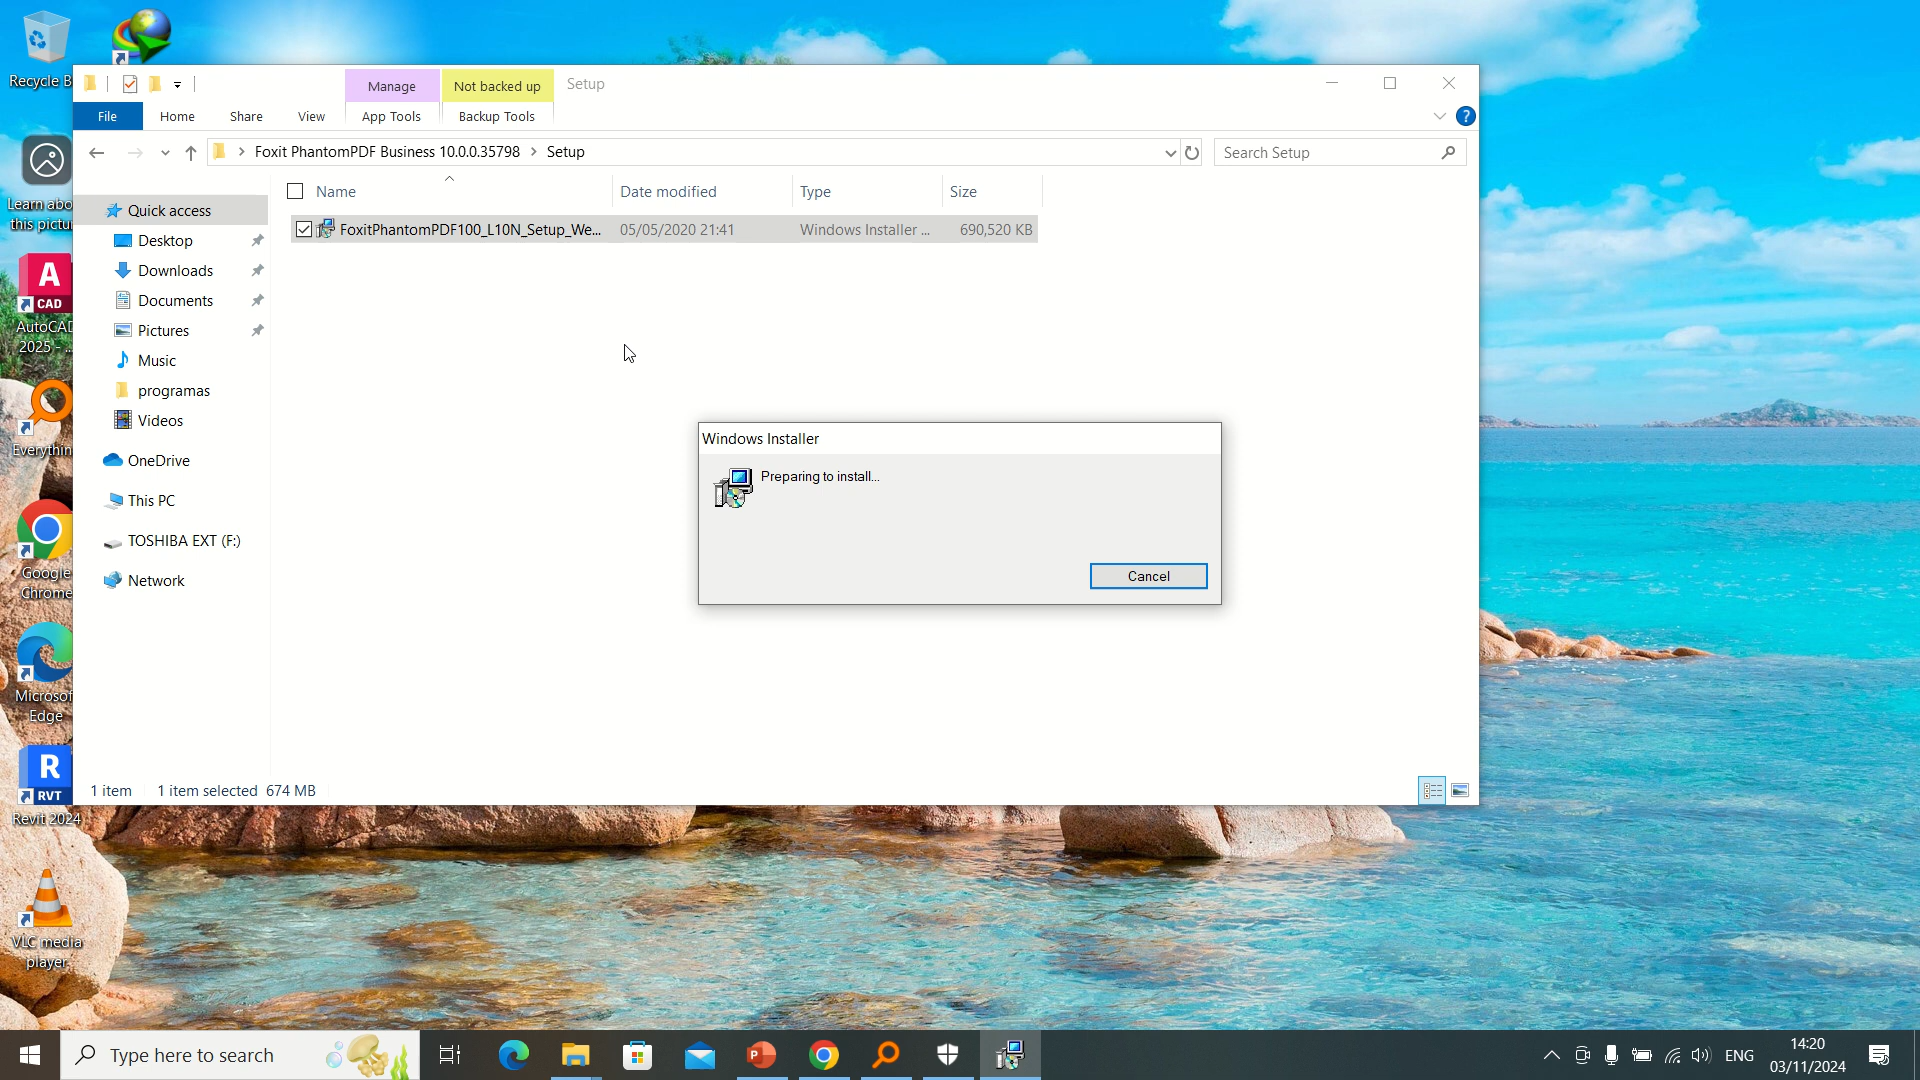 Recycle B
Manage
Not backed up
Setup
File
Home
Share
View
App Tools
Backup Tools
?
Foxit PhantomPDF Business 10.0.0.35798 > Setup
Search Setup
Learn abo
this pictu
Name
Date modified
Type
Size
FoxitPhantomPDF100_L10N_Setup_We...
05/05/2020 21:41
Windows Installer ...
690,520 KB
Quick access
Desktop
Downloads
Documents
Pictures
Music
programas
Videos
OneDrive
This PC
TOSHIBA EXT (F:)
Network
A
CAD
AutoCAD
2025 - ...
Everythin
Google
Chrome
Microsof
Edge
R
RVT
Revit 2024
VLC media
player
Windows Installer
Preparing to install...
Cancel
1 item
1 item selected 674 MB
Type here to search
P
ENG
14:20
03/11/2024